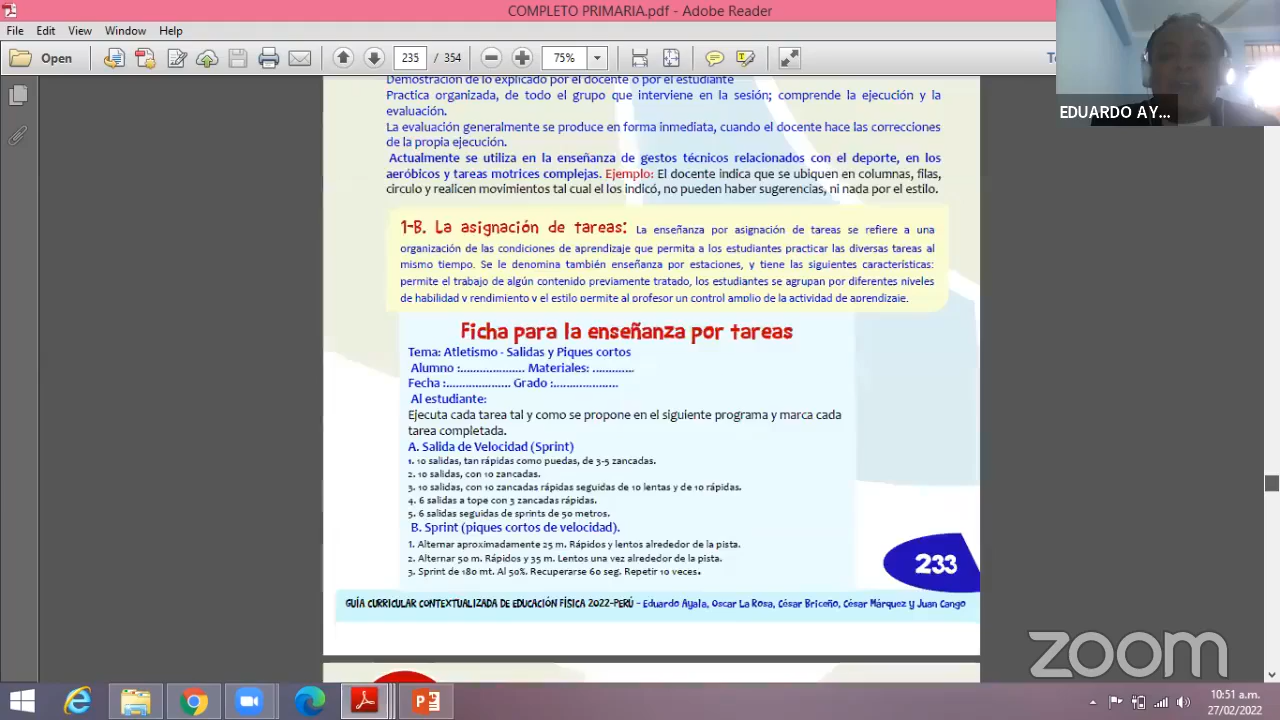 COMPLETO PRIMARIA.pdf - Adobe Reader
File Edit View Window Help
Open 235 / 354 75%
EDUARDO AY...
Demostración de lo explicado por el docente o por el estudiante
Practica organizada, de todo el grupo que interviene en la sesión; comprende la ejecución y la
evaluación.
La evaluación generalmente se produce en forma inmediata, cuando el docente hace las correcciones
de la propia ejecución.
Actualmente se utiliza en la enseñanza de gestos técnicos relacionados con el deporte, en los
aeróbicos y tareas motrices complejas. Ejemplo: El docente indica que se ubiquen en columnas, filas,
circulo y realicen movimientos tal cual el los indicó, no pueden haber sugerencias, ni nada por el estilo.
1-B. La asignación de tareas: La enseñanza por asignación de tareas se refiere a una
organización de las condiciones de aprendizaje que permita a los estudiantes practicar las diversas tareas al
mismo tiempo. Se le denomina también enseñanza por estaciones, y tiene las siguientes características:
permite el trabajo de algún contenido previamente tratado, los estudiantes se agrupan por diferentes niveles
de habilidad y rendimiento y el estilo permite al profesor un control amplio de la actividad de aprendizaje.
Ficha para la enseñanza por tareas
Tema: Atletismo - Salidas y Piques cortos
Alumno :.................... Materiales: .............
Fecha :.................... Grado :....................
Al estudiante:
Ejecuta cada tarea tal y como se propone en el siguiente programa y marca cada
tarea completada.
A. Salida de Velocidad (Sprint)
1. 10 salidas, tan rápidas como puedas, de 3-5 zancadas.
2. 10 salidas, con 10 zancadas.
3. 10 salidas, con 10 zancadas rápidas seguidas de 10 lentas y de 10 rápidas.
4. 6 salidas a tope con 3 zancadas rápidas.
5. 6 salidas seguidas de sprints de 50 metros.
B. Sprint (piques cortos de velocidad).
1. Alternar aproximadamente 25 m. Rápidos y lentos alrededor de la pista.
2. Alternar 50 m. Rápidos y 35 m. Lentos una vez alrededor de la pista.
3. Sprint de 180 mt. Al 50%. Recuperarse 60 seg. Repetir 10 veces.
233
GUÍA CURRICULAR CONTEXTUALIZADA DE EDUCACIÓN FÍSICA 2022-PERÚ - Eduardo Ayala, Oscar La Rosa, César Briceño, César Márquez y Juan Cango
zoom
10:51 a.m.
27/02/2022